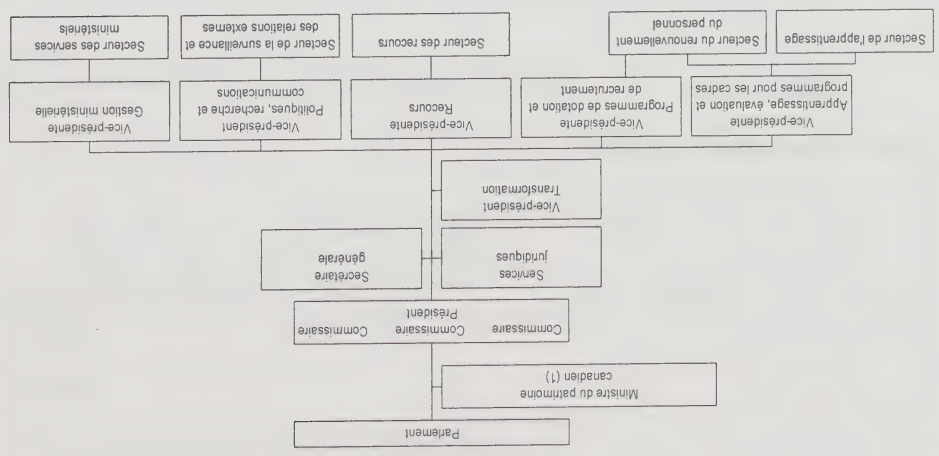 Parlement
Ministre du patrimoine
canadien (1)
Commissaire Commissaire Commissaire
Président
Services
juridiques
Secrétaire
générale
Vice-président
Transformation
Vice-présidente
Apprentissage, évaluation et
programmes pour les cadres
Vice-présidente
Programmes de dotation et
de recrutement
Vice-présidente
Recours
Vice-président
Politiques, recherche et
communications
Vice-présidente
Gestion ministérielle
Secteur de l'apprentissage
Secteur du renouvellement
du personnel
Secteur des recours
Secteur de la surveillance et
des relations externes
Secteur des services
ministériels